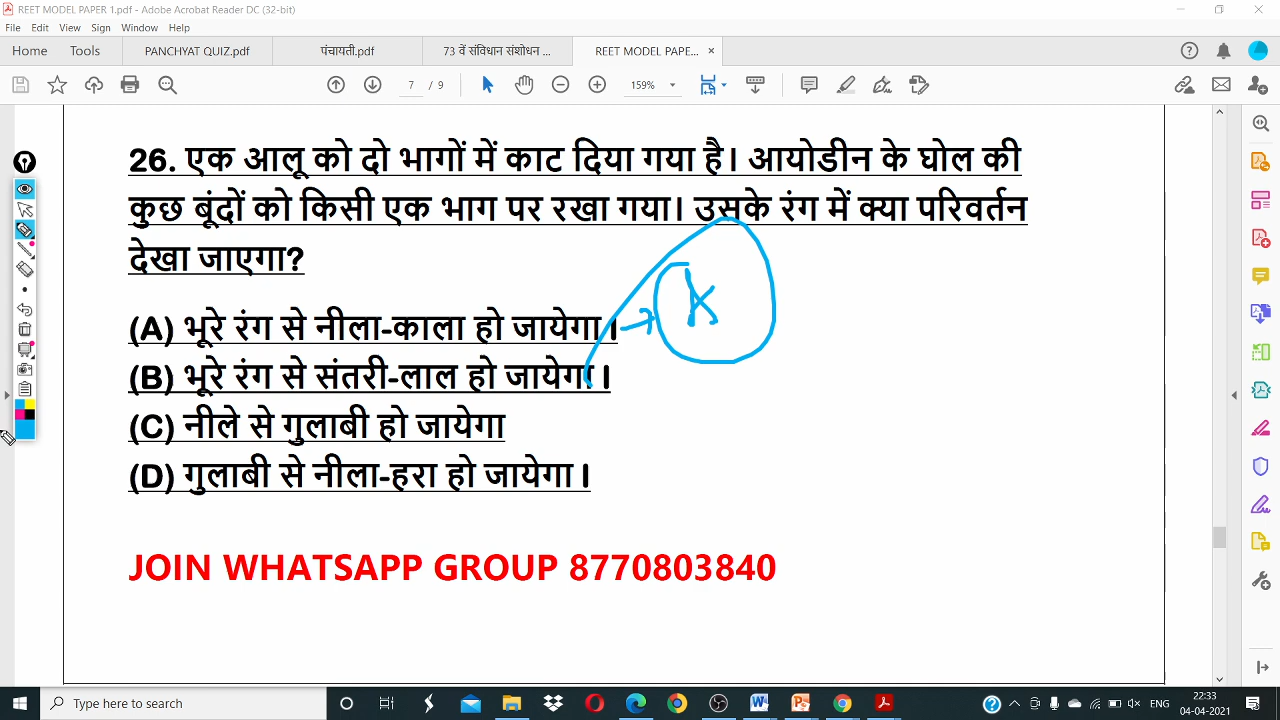 REET MODEL PAPER 1.pdf - Adobe Acrobat Reader DC (32-bit)
File Edit View Sign Window Help
Home Tools PANCHYAT QUIZ.pdf पंचायती.pdf 73 वें संविधान संशोधन ... REET MODEL PAPE... ×
7 / 9 159%
26. एक आलू को दो भागों में काट दिया गया है। आयोडीन के घोल की
कुछ बूंदों को किसी एक भाग पर रखा गया। उसके रंग में क्या परिवर्तन
देखा जाएगा?
(A) भूरे रंग से नीला-काला हो जायेगा।
(B) भूरे रंग से संतरी-लाल हो जायेगा।
(C) नीले से गुलाबी हो जायेगा
(D) गुलाबी से नीला-हरा हो जायेगा।
JOIN WHATSAPP GROUP 8770803840
Type here to search
ENG
22:33
04-04-2021